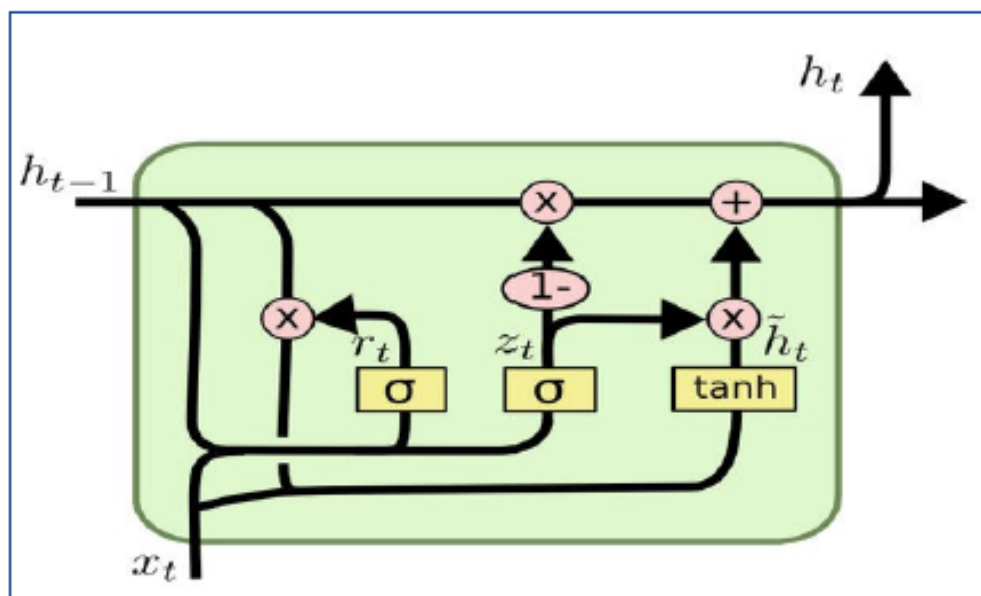 h_t
h_{t-1}
x
+
1-
x
r_t
z_t
x
h̃_t
σ
σ
tanh
x_t